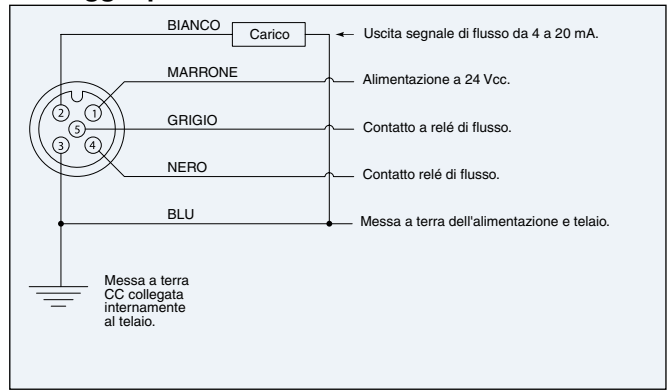 BIANCO
Carico
Uscita segnale di flusso da 4 a 20 mA.
MARRONE
Alimentazione a 24 Vcc.
2
1
GRIGIO
5
Contatto a relé di flusso.
3
4
NERO
Contatto relé di flusso.
BLU
Messa a terra dell'alimentazione e telaio.
Messa a terra
CC collegata
internamente
al telaio.